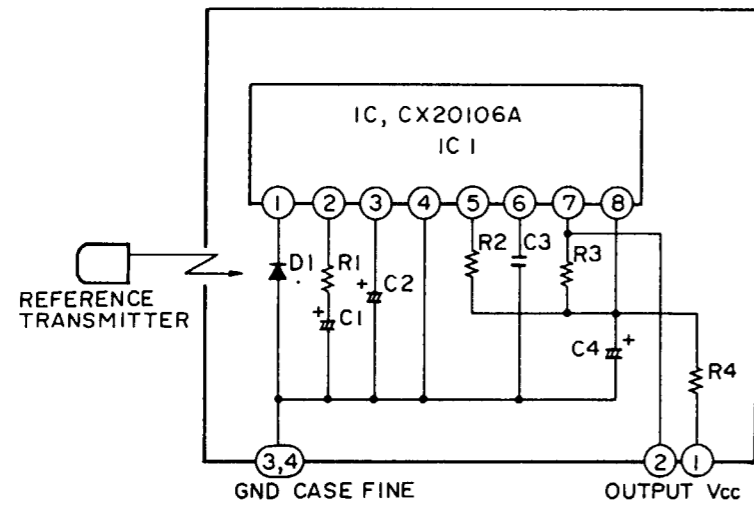 IC, CX20106A
IC 1
1 2 3 4 5 6 7 8
D1 R1 C2 R2 C3 R3
C1 C4 R4
REFERENCE
TRANSMITTER
3,4 2 1
GND CASE FINE OUTPUT Vcc